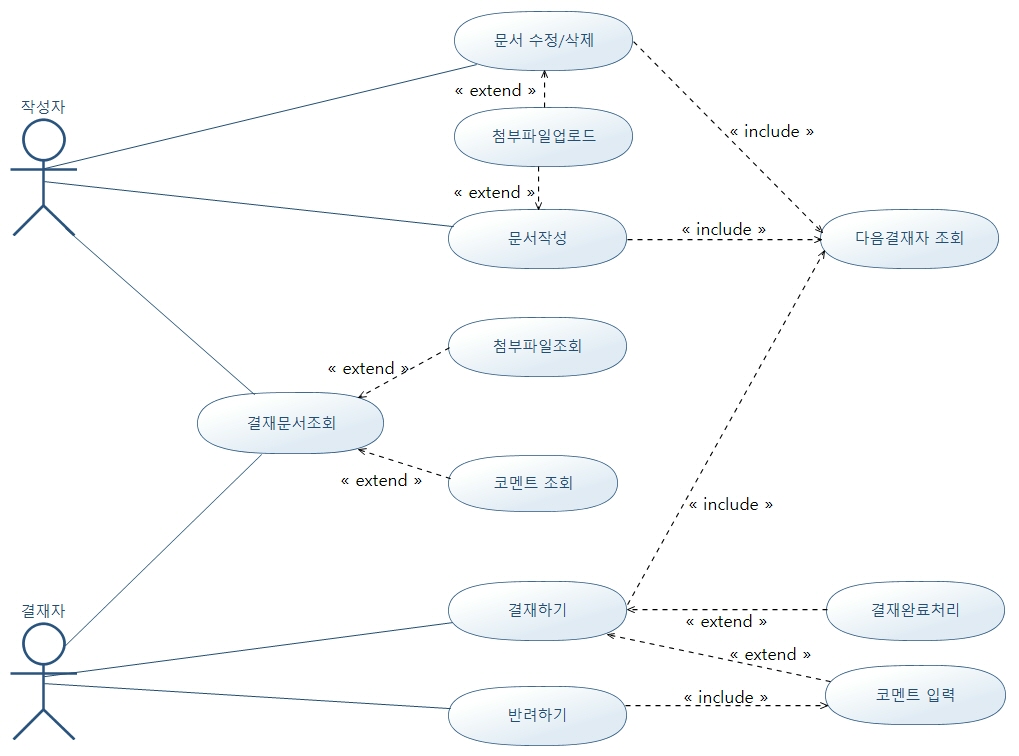 문서 수정/삭제
« extend »
작성자
첨부파일업로드
« include »
« extend »
문서작성
« include »
다음결재자 조회
첨부파일조회
« extend »
결재문서조회
« extend »
코멘트 조회
« include »
결재자
결재하기
결재완료처리
« extend »
« extend »
코멘트 입력
« include »
반려하기